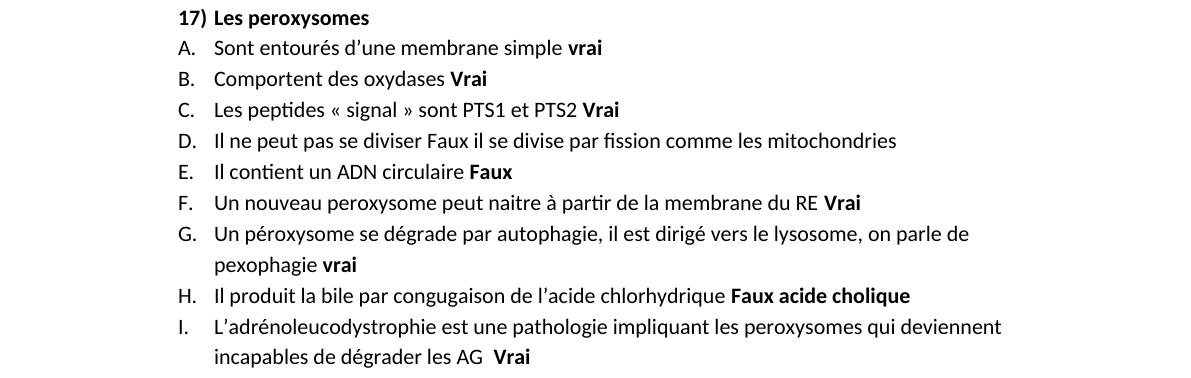 17) Les peroxysomes
A. Sont entourés d’une membrane simple vrai
B. Comportent des oxydases Vrai
C. Les peptides « signal » sont PTS1 et PTS2 Vrai
D. Il ne peut pas se diviser Faux il se divise par fission comme les mitochondries
E. Il contient un ADN circulaire Faux
F. Un nouveau peroxysome peut naitre à partir de la membrane du RE Vrai
G. Un péroxysome se dégrade par autophagie, il est dirigé vers le lysosome, on parle de
pexophagie vrai
H. Il produit la bile par congugaison de l’acide chlorhydrique Faux acide cholique
I. L’adrénoleucodystrophie est une pathologie impliquant les peroxysomes qui deviennent
incapables de dégrader les AG Vrai